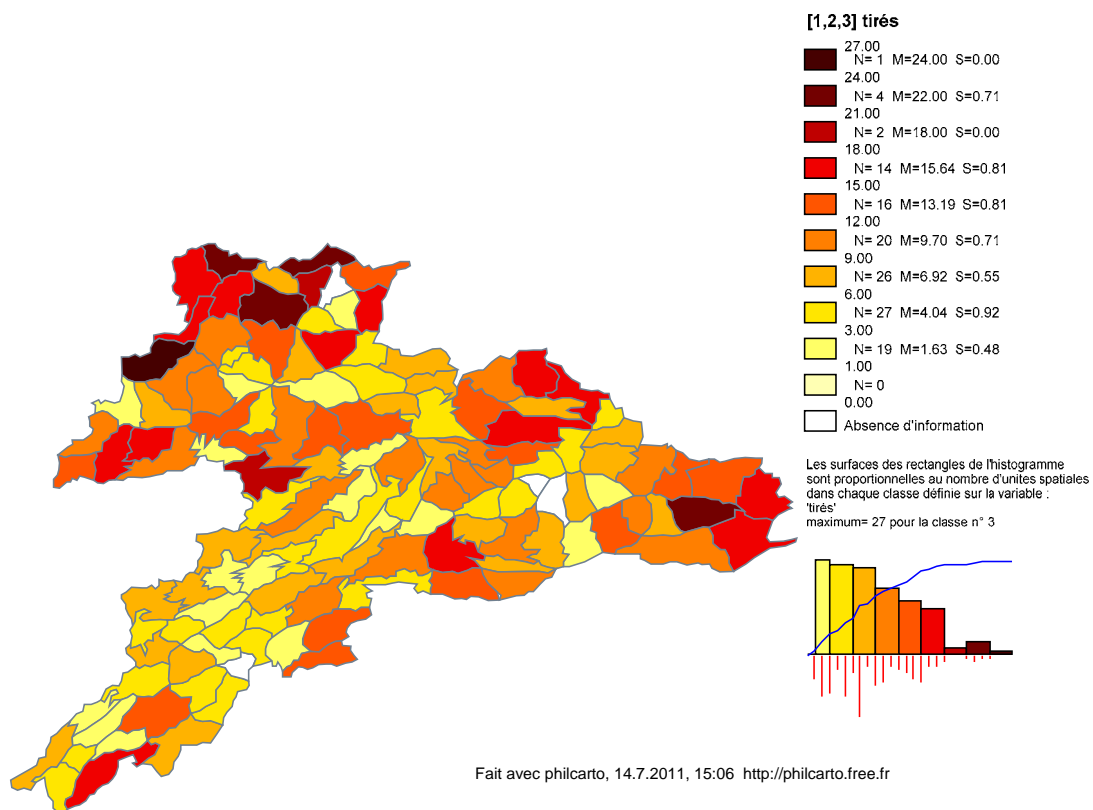 [1,2,3] tirés
27.00
N= 1 M=24.00 S=0.00
24.00
N= 4 M=22.00 S=0.71
21.00
N= 2 M=18.00 S=0.00
18.00
N= 14 M=15.64 S=0.81
15.00
N= 16 M=13.19 S=0.81
12.00
N= 20 M=9.70 S=0.71
9.00
N= 26 M=6.92 S=0.55
6.00
N= 27 M=4.04 S=0.92
3.00
N= 19 M=1.63 S=0.48
1.00
N= 0
0.00
Absence d'information
Les surfaces des rectangles de l'histogramme
sont proportionnelles au nombre d'unites spatiales
dans chaque classe définie sur la variable :
'tirés'
maximum= 27 pour la classe n° 3
Fait avec philcarto, 14.7.2011, 15:06 http://philcarto.free.fr